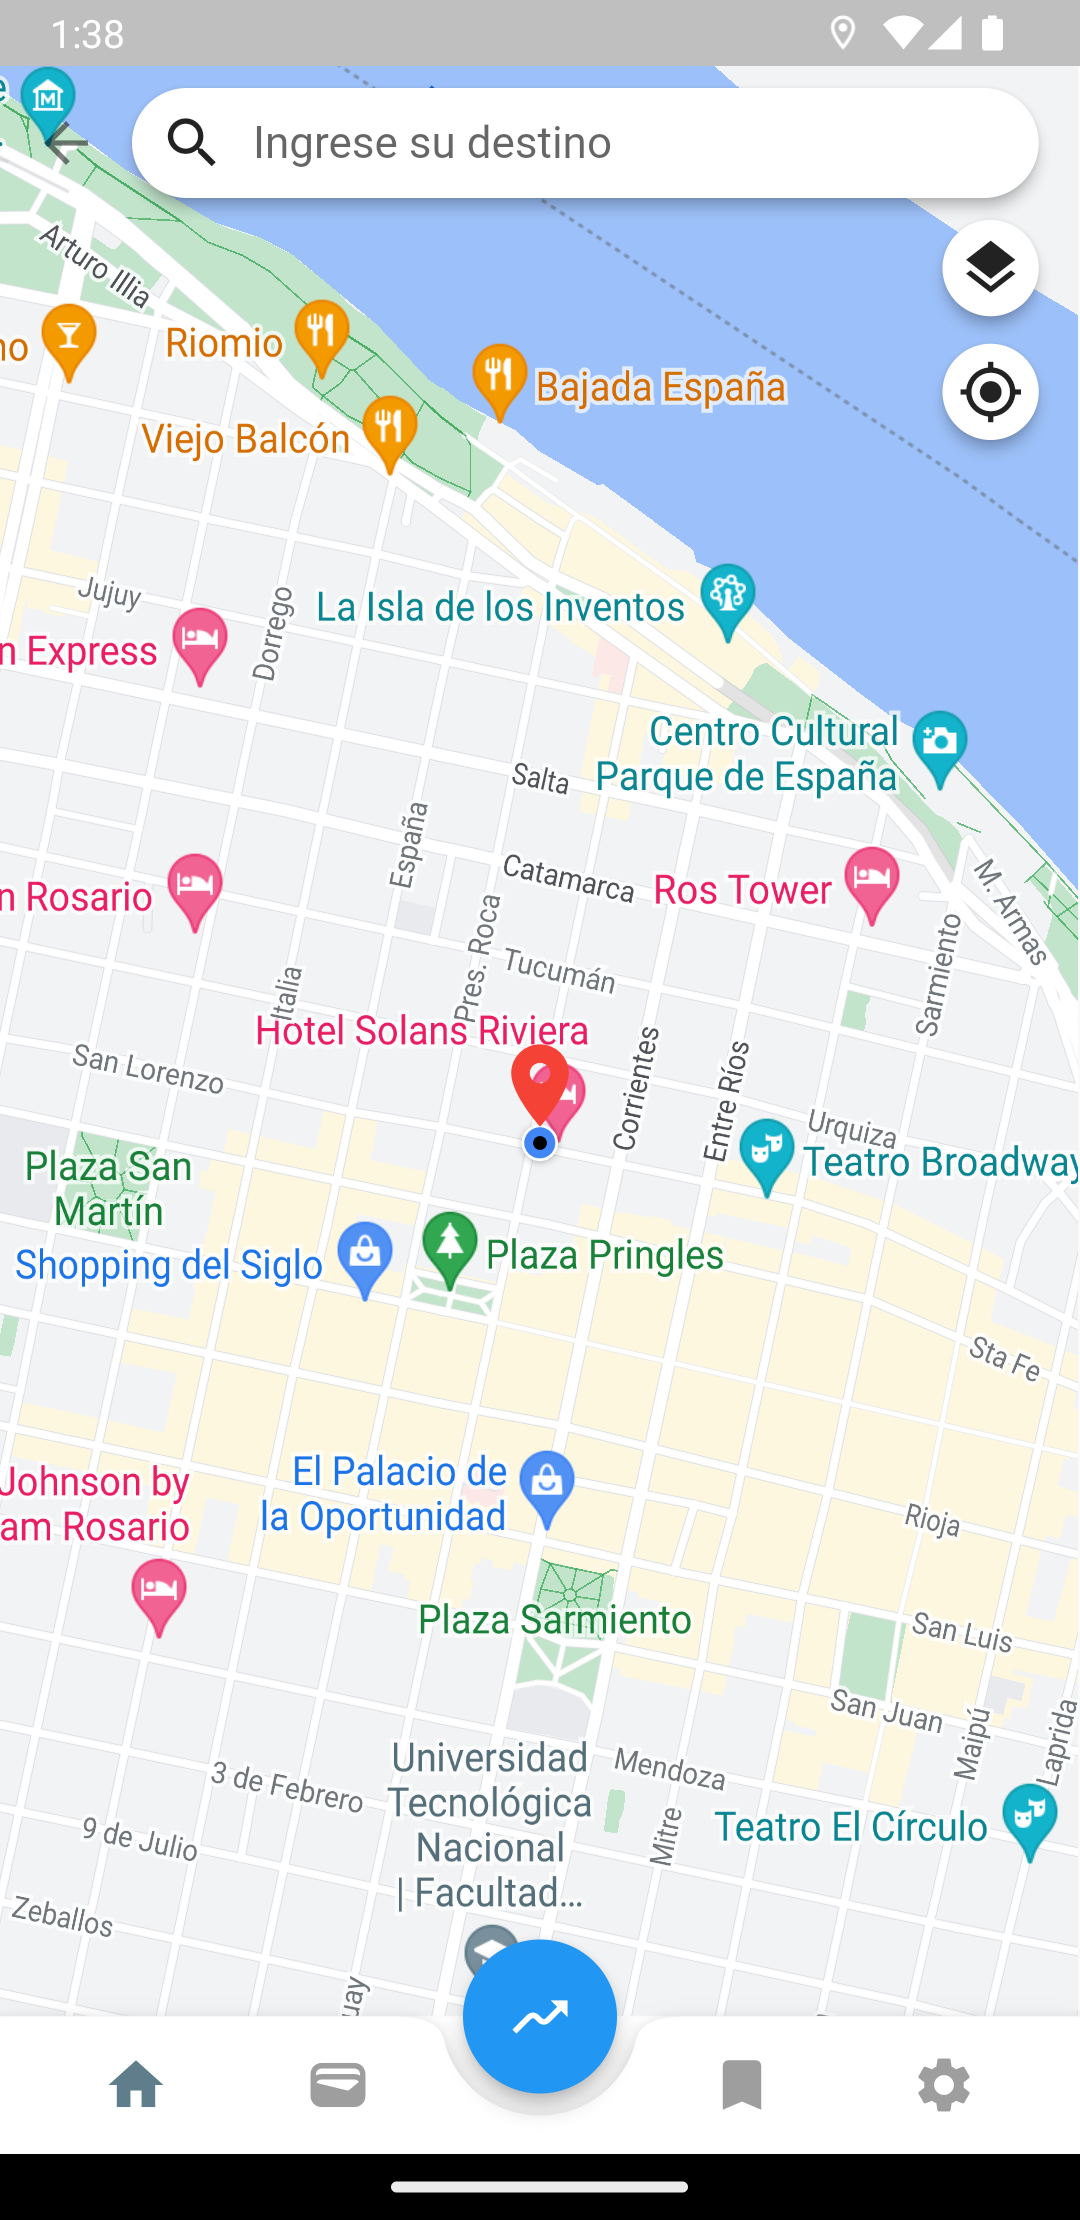 1:38
Ingrese su destino
Arturo Illia
Riomio
Bajada España
Viejo Balcón
Jujuy
Dorrego
La Isla de los Inventos
n Express
Centro Cultural
Parque de España
Salta
España
Catamarca
Ros Tower
M. Armas
n Rosario
Pres. Roca
Sarmiento
Tucumán
Italia
Hotel Solans Riviera
San Lorenzo
Corrientes
Entre Ríos
Urquiza
Teatro Broadway
Plaza San
Martín
Shopping del Siglo
Plaza Pringles
Sta Fe
El Palacio de
la Oportunidad
Johnson by
am Rosario
Rioja
Plaza Sarmiento
San Luis
San Juan
Maipú
Laprida
Universidad
Tecnológica
Nacional
| Facultad...
Mendoza
3 de Febrero
Mitre
Teatro El Círculo
9 de Julio
Zeballos
uay